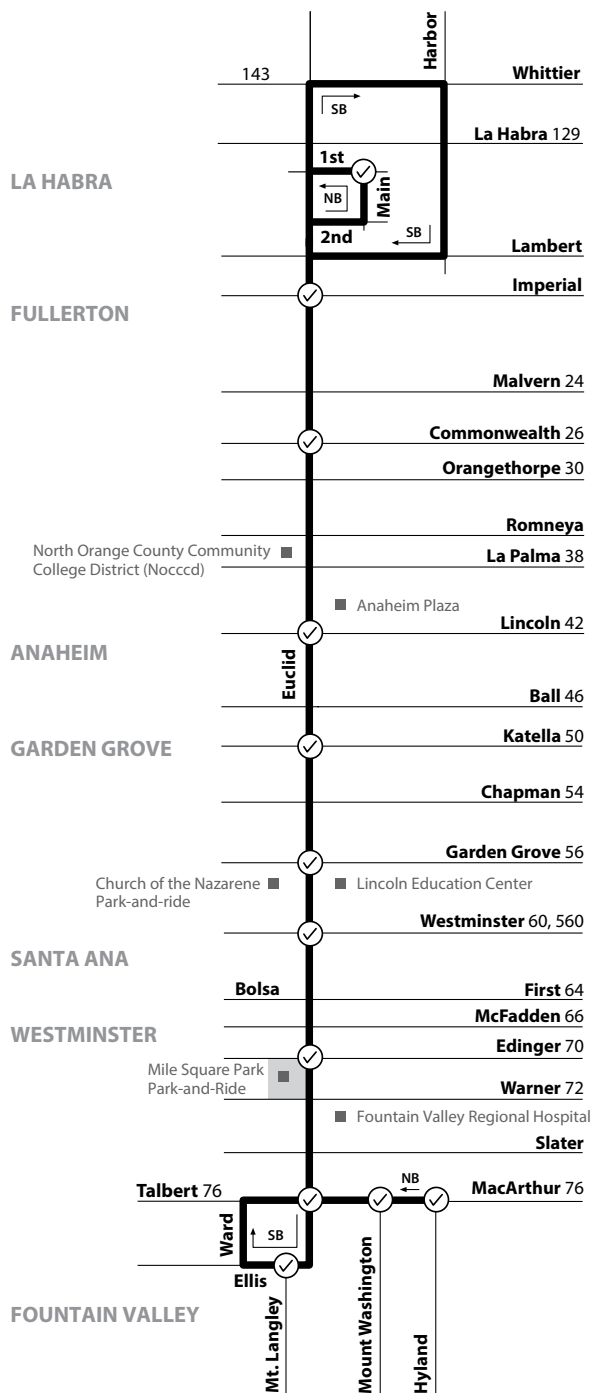 Harbor
143
Whittier
SB
La Habra 129
1st
LA HABRA
NB
Main
2nd
SB
Lambert
Imperial
FULLERTON
Malvern 24
Commonwealth 26
Orangethorpe 30
Romneya
North Orange County Community
College District (Nocccd)
La Palma 38
Anaheim Plaza
Lincoln 42
ANAHEIM
Euclid
Ball 46
Katella 50
GARDEN GROVE
Chapman 54
Garden Grove 56
Church of the Nazarene
Park-and-ride
Lincoln Education Center
Westminster 60, 560
SANTA ANA
Bolsa
First 64
McFadden 66
WESTMINSTER
Edinger 70
Mile Square Park
Park-and-Ride
Warner 72
Fountain Valley Regional Hospital
Slater
Talbert 76
NB
MacArthur 76
Ward
SB
Ellis
FOUNTAIN VALLEY
Mt. Langley
Mount Washington
Hyland